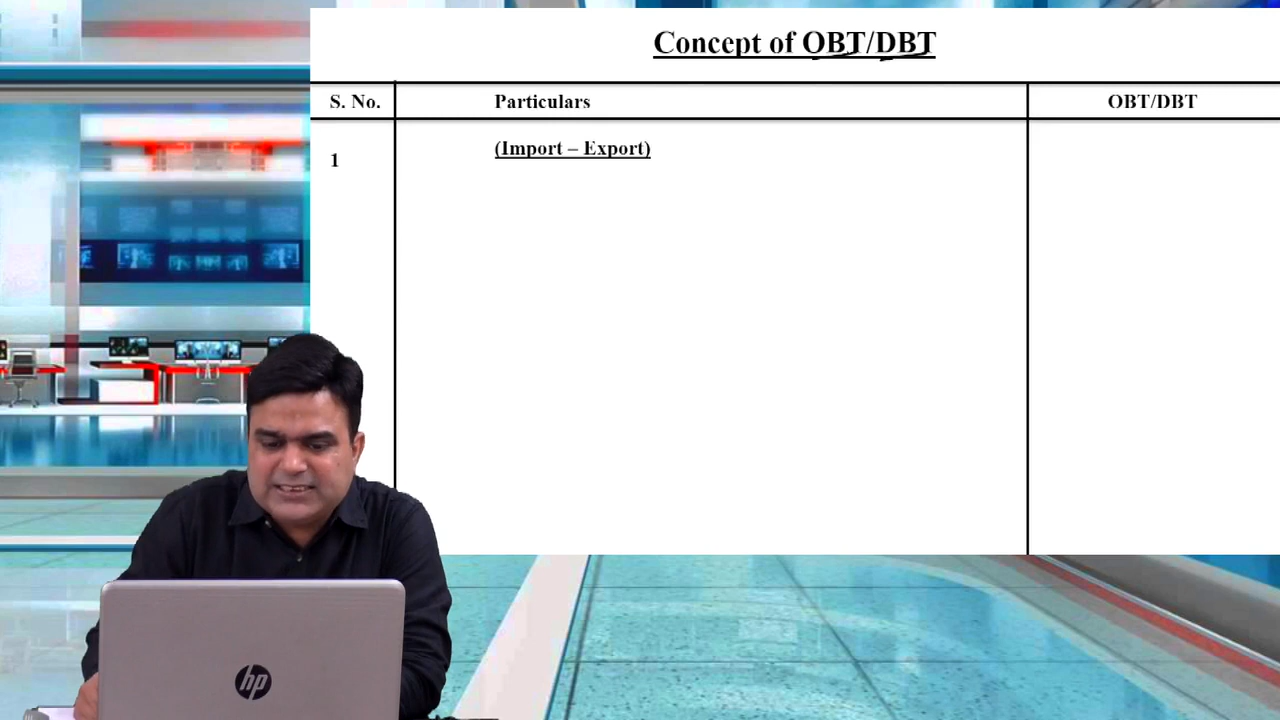 Concept of OBT/DBT
S. No. Particulars OBT/DBT
(Import – Export)
1
hp